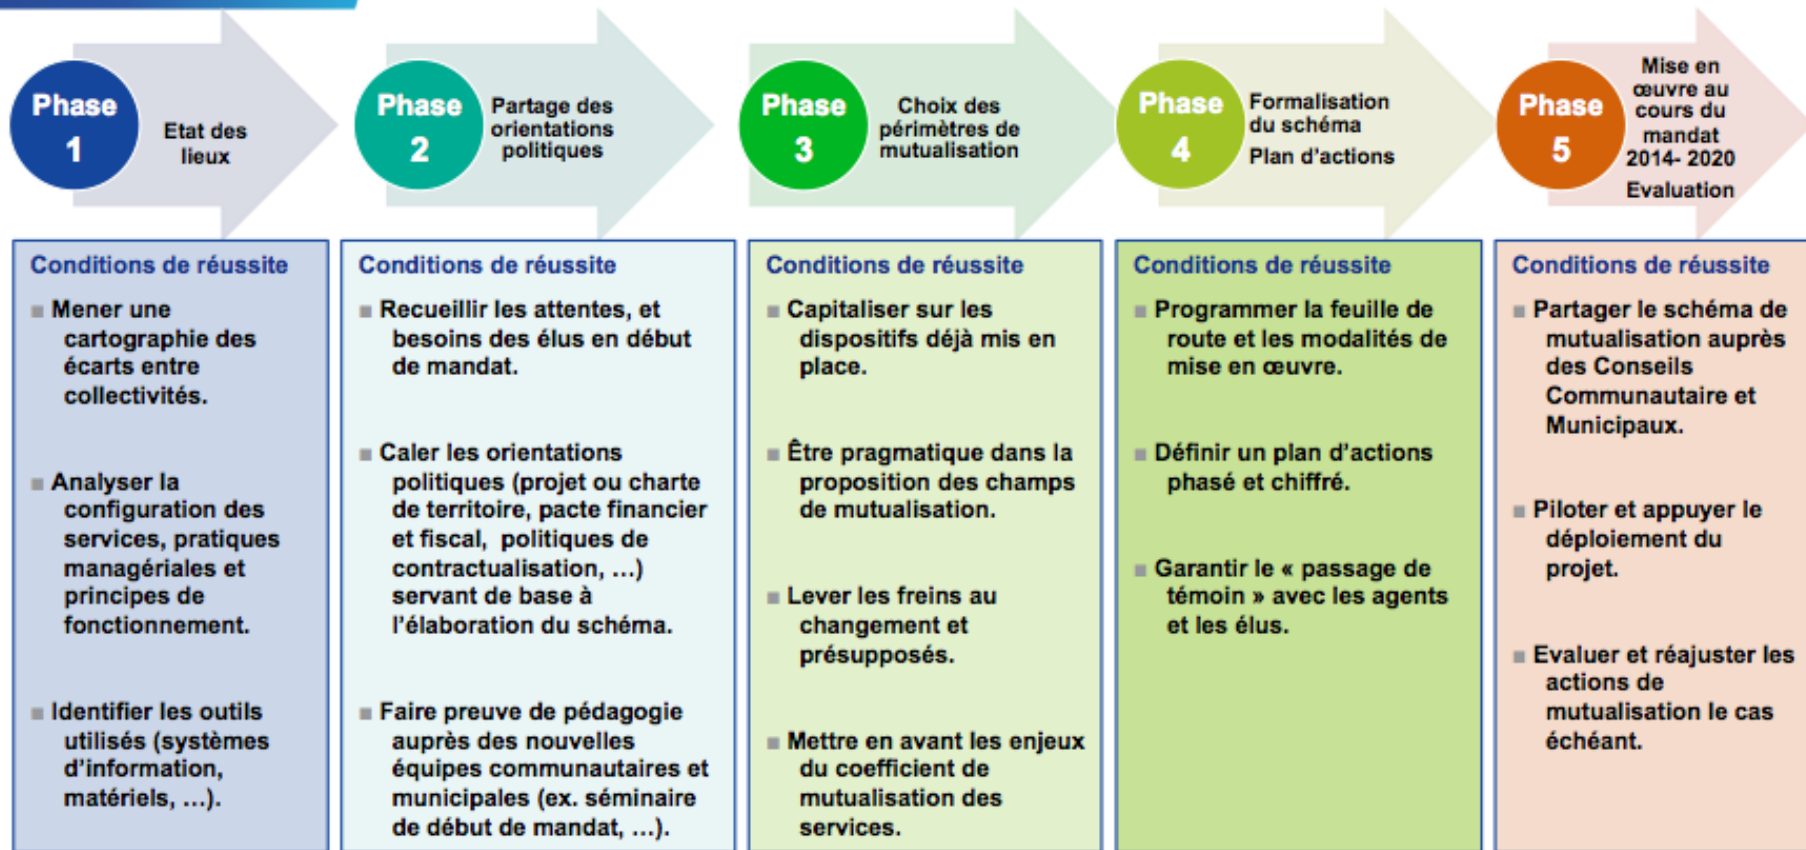 Phase
1
Etat des
lieux
Phase
2
Partage des
orientations
politiques
Phase
3
Choix des
périmètres de
mutualisation
Phase
4
Formalisation
du schéma
Plan d'actions
Phase
5
Mise en
œuvre au
cours du
mandat
2014- 2020
Evaluation
Conditions de réussite
■ Mener une
cartographie des
écarts entre
collectivités.
■ Analyser la
configuration des
services, pratiques
managériales et
principes de
fonctionnement.
■ Identifier les outils
utilisés (systèmes
d'information,
matériels, ...).
Conditions de réussite
■ Recueillir les attentes, et
besoins des élus en début
de mandat.
■ Caler les orientations
politiques (projet ou charte
de territoire, pacte financier
et fiscal, politiques de
contractualisation, ...)
servant de base à
l'élaboration du schéma.
■ Faire preuve de pédagogie
auprès des nouvelles
équipes communautaires et
municipales (ex. séminaire
de début de mandat, ...).
Conditions de réussite
■ Capitaliser sur les
dispositifs déjà mis en
place.
■ Être pragmatique dans la
proposition des champs
de mutualisation.
■ Lever les freins au
changement et
présupposés.
■ Mettre en avant les enjeux
du coefficient de
mutualisation des
services.
Conditions de réussite
■ Programmer la feuille de
route et les modalités de
mise en œuvre.
■ Définir un plan d'actions
phasé et chiffré.
■ Garantir le « passage de
témoin » avec les agents
et les élus.
Conditions de réussite
■ Partager le schéma de
mutualisation auprès
des Conseils
Communautaire et
Municipaux.
■ Piloter et appuyer le
déploiement du
projet.
■ Evaluer et réajuster les
actions de
mutualisation le cas
échéant.